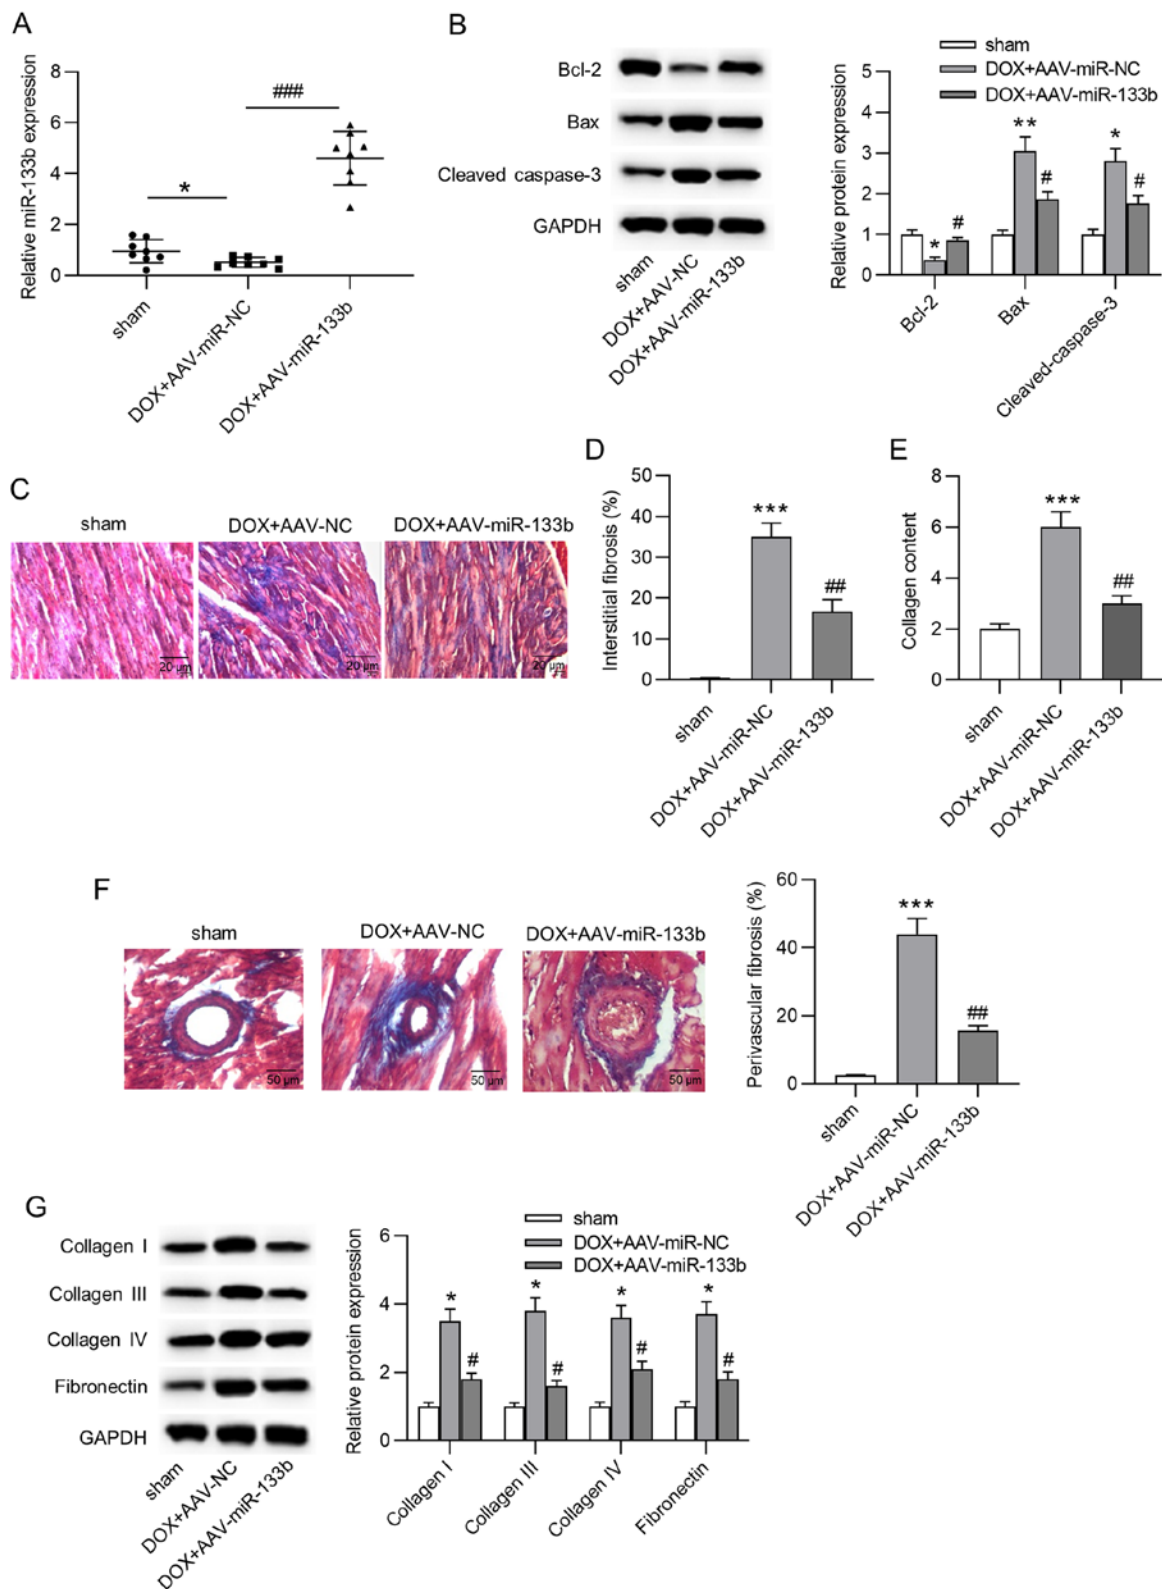 A
Relative miR-133b expression
8
6
4
2
0
*
###
sham
DOX+AAV-miR-NC
DOX+AAV-miR-133b
B
Bcl-2
Bax
Cleaved caspase-3
GAPDH
sham
DOX+AAV-NC
DOX+AAV-miR-133b
sham
DOX+AAV-miR-NC
DOX+AAV-miR-133b
Relative protein expression
5
4
3
2
1
0
*
#
**
#
*
#
Bcl-2
Bax
Cleaved-caspase-3
C
sham
DOX+AAV-NC
DOX+AAV-miR-133b
20 μm
20 μm
20 μm
D
Interstitial fibrosis (%)
50
40
30
20
10
0
***
##
sham
DOX+AAV-miR-NC
DOX+AAV-miR-133b
E
Collagen content
8
6
4
2
0
***
##
sham
DOX+AAV-miR-NC
DOX+AAV-miR-133b
F
sham
DOX+AAV-NC
DOX+AAV-miR-133b
50 μm
50 μm
50 μm
Perivascular fibrosis (%)
60
40
20
0
***
##
sham
DOX+AAV-miR-NC
DOX+AAV-miR-133b
G
Collagen I
Collagen III
Collagen IV
Fibronectin
GAPDH
sham
DOX+AAV-NC
DOX+AAV-miR-133b
sham
DOX+AAV-miR-NC
DOX+AAV-miR-133b
Relative protein expression
6
4
2
0
*
#
*
#
*
#
*
#
Collagen I
Collagen III
Collagen IV
Fibronectin